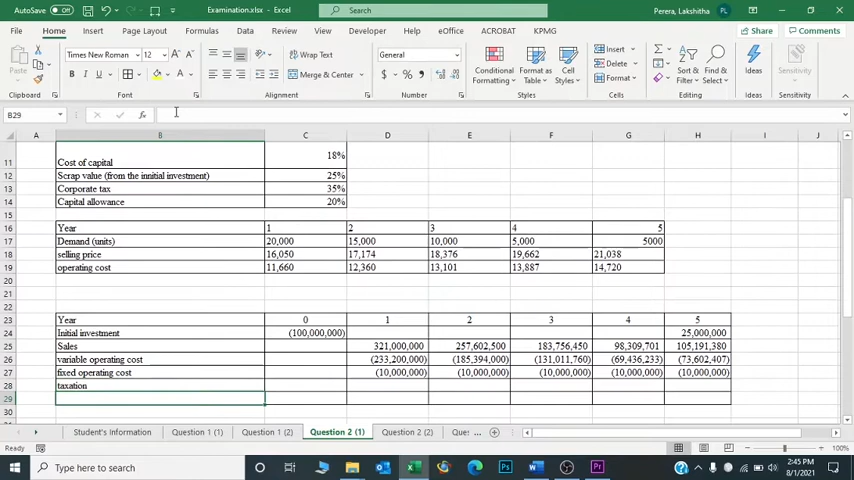 AutoSave Off Examination.xlsx - Excel Search Perera, Lakshitha PL
File Home Insert Draw Page Layout Formulas Data Review View Developer Help ACROBAT KPMG Share Comments
Paste Times New Roman 12 A A Wrap Text General Conditional Formatting Format as Table Cell Styles Insert Delete Format Sort & Filter Find & Select Ideas Sensitivity
B I U A Merge & Center $ % ,
Clipboard Font Alignment Number Styles Cells Editing Ideas Sensitivity
B29 fx
A B C D E F G H I J
11 Cost of capital 18%
12 Scrap value (from the innitial investment) 25%
13 Corporate tax 35%
14 Capital allowance 20%
15
16 Year 1 2 3 4 5
17 Demand (units) 20,000 15,000 10,000 5,000 5000
18 selling price 16,050 17,174 18,376 19,662 21,038
19 operating cost 11,660 12,360 13,101 13,887 14,720
20
21
22
23 Year 0 1 2 3 4 5
24 Initial investment (100,000,000) 25,000,000
25 Sales 321,000,000 257,602,500 183,756,450 98,309,701 105,191,380
26 variable operating cost (233,200,000) (185,394,000) (131,011,760) (69,436,233) (73,602,407)
27 fixed operating cost (10,000,000) (10,000,000) (10,000,000) (10,000,000) (10,000,000)
28 taxation
29
30
Student's Information Question 1 (1) Question 1 (2) Question 2 (1) Question 2 (2) Que ...
Ready 100%
Type here to search 2:45 PM
8/1/2021